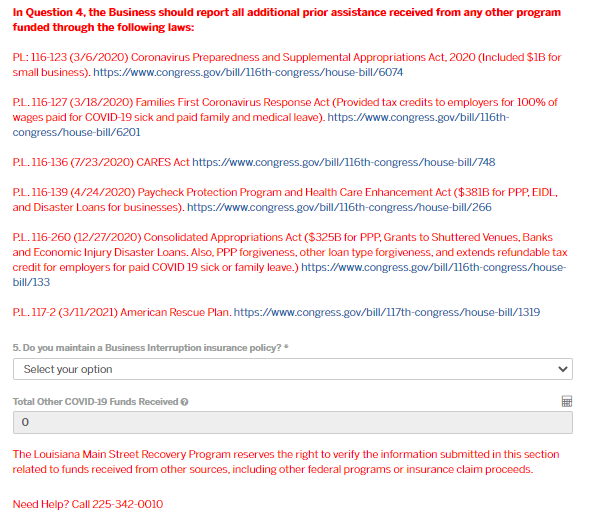 In Question 4, the Business should report all additional prior assistance received from any other program
funded through the following laws:
PL: 116-123 (3/6/2020) Coronavirus Preparedness and Supplemental Appropriations Act, 2020 (Included $1B for
small business). https://www.congress.gov/bill/116th-congress/house-bill/6074
P.L. 116-127 (3/18/2020) Families First Coronavirus Response Act (Provided tax credits to employers for 100% of
wages paid for COVID-19 sick and paid family and medical leave). https://www.congress.gov/bill/116th-
congress/house-bill/6201
P.L. 116-136 (7/23/2020) CARES Act https://www.congress.gov/bill/116th-congress/house-bill/748
P.L. 116-139 (4/24/2020) Paycheck Protection Program and Health Care Enhancement Act ($381B for PPP, EIDL,
and Disaster Loans for businesses). https://www.congress.gov/bill/116th-congress/house-bill/266
P.L. 116-260 (12/27/2020) Consolidated Appropriations Act ($325B for PPP, Grants to Shuttered Venues, Banks
and Economic Injury Disaster Loans. Also, PPP forgiveness, other loan type forgiveness, and extends refundable tax
credit for employers for paid COVID 19 sick or family leave.) https://www.congress.gov/bill/116th-congress/house-
bill/133
P.L. 117-2 (3/11/2021) American Rescue Plan. https://www.congress.gov/bill/117th-congress/house-bill/1319
5. Do you maintain a Business Interruption insurance policy? *
Select your option
Total Other COVID-19 Funds Received
0
The Louisiana Main Street Recovery Program reserves the right to verify the information submitted in this section
related to funds received from other sources, including other federal programs or insurance claim proceeds.
Need Help? Call 225-342-0010